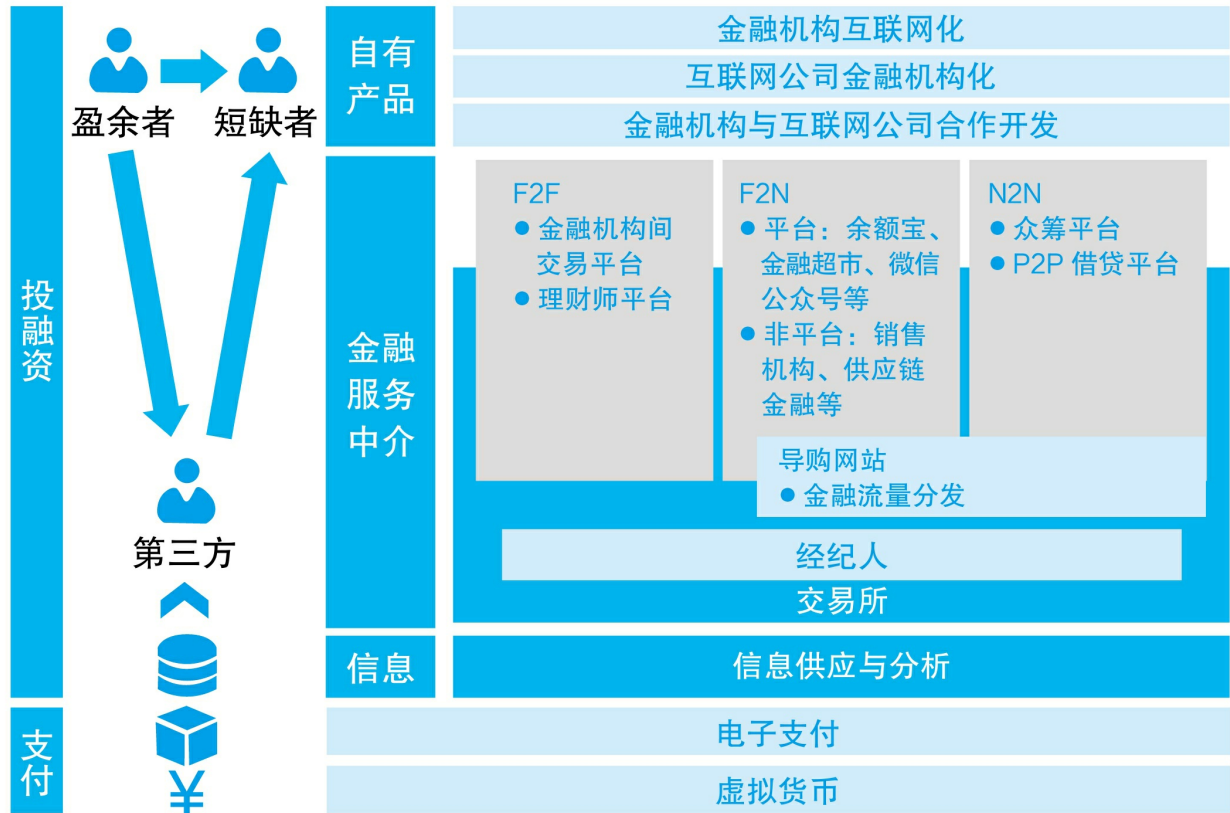 投融资
盈余者
短缺者
第三方
自有
产品
金融机构互联网化
互联网公司金融机构化
金融机构与互联网公司合作开发
金融
服务
中介
F2F
● 金融机构间
交易平台
● 理财师平台
F2N
● 平台：余额宝、
金融超市、微信
公众号等
● 非平台：销售
机构、供应链
金融等
N2N
● 众筹平台
● P2P 借贷平台
导购网站
● 金融流量分发
经纪人
交易所
信息
信息供应与分析
支付
¥
电子支付
虚拟货币